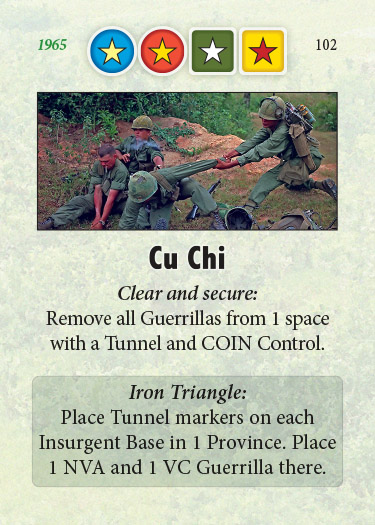 1965
102
Cu Chi
Clear and secure:
Remove all Guerrillas from 1 space
with a Tunnel and COIN Control.
Iron Triangle:
Place Tunnel markers on each
Insurgent Base in 1 Province. Place
1 NVA and 1 VC Guerrilla there.